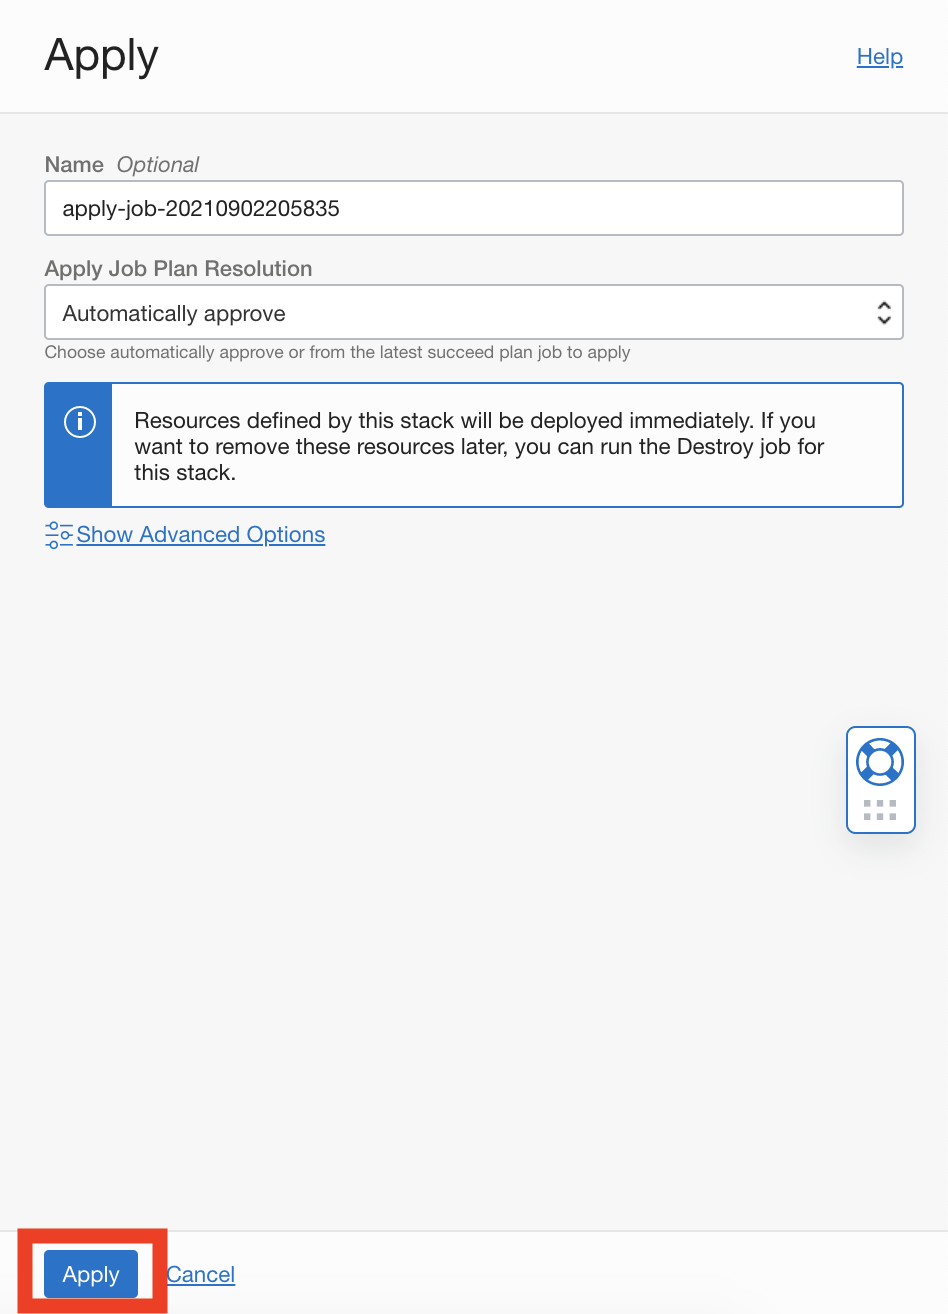 Apply
Help
Name Optional
apply-job-20210902205835
Apply Job Plan Resolution
Automatically approve
Choose automatically approve or from the latest succeed plan job to apply
Resources defined by this stack will be deployed immediately. If you
want to remove these resources later, you can run the Destroy job for
this stack.
Show Advanced Options
Apply
Cancel